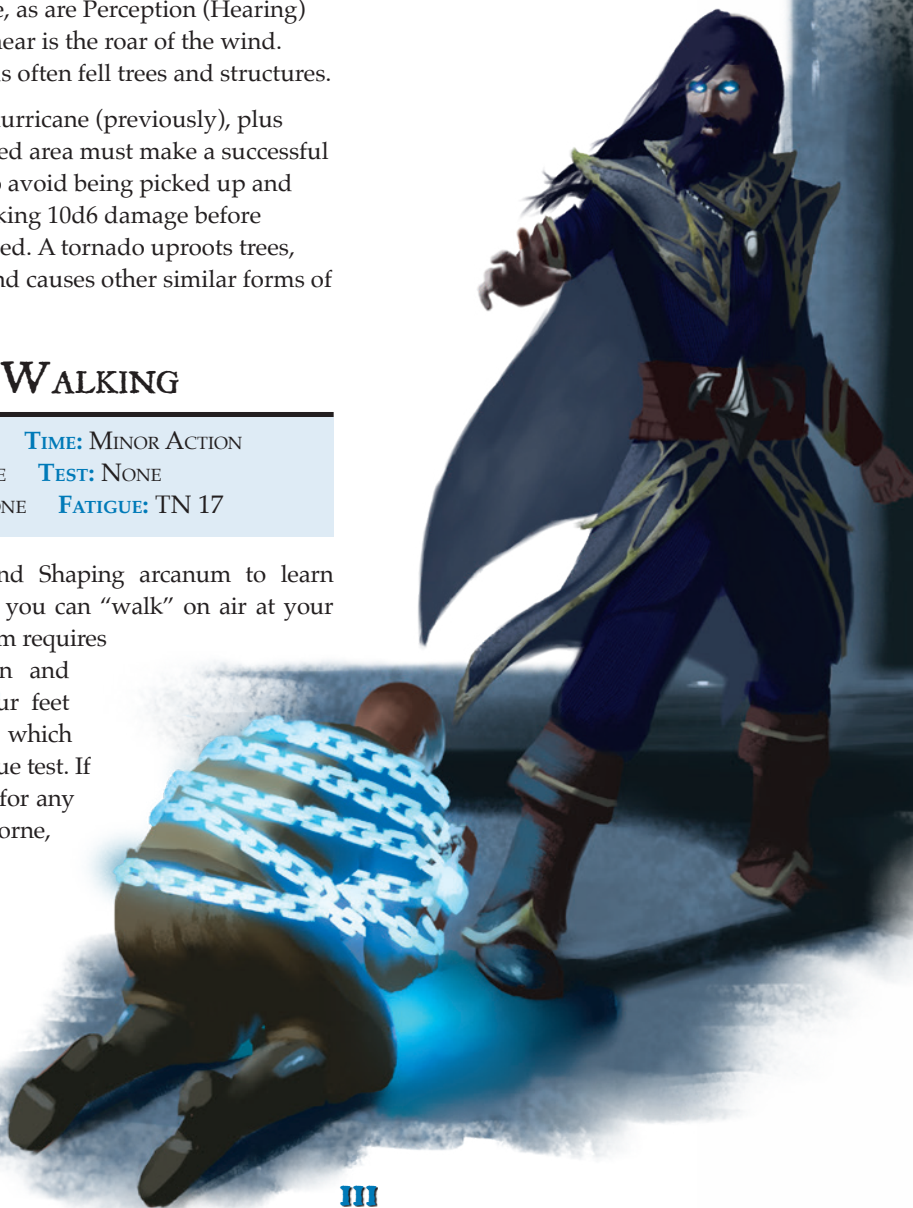 e, as are Perception (Hearing)
near is the roar of the wind.
s often fell trees and structures.
urricane (previously), plus
ed area must make a successful
o avoid being picked up and
king 10d6 damage before
ed. A tornado uproots trees,
nd causes other similar forms of
Walking
Time: Minor Action
e Test: None
one Fatigue: TN 17
nd Shaping arcanum to learn
you can “walk” on air at your
m requires
n and
ur feet
which
ue test. If
for any
orne,
111